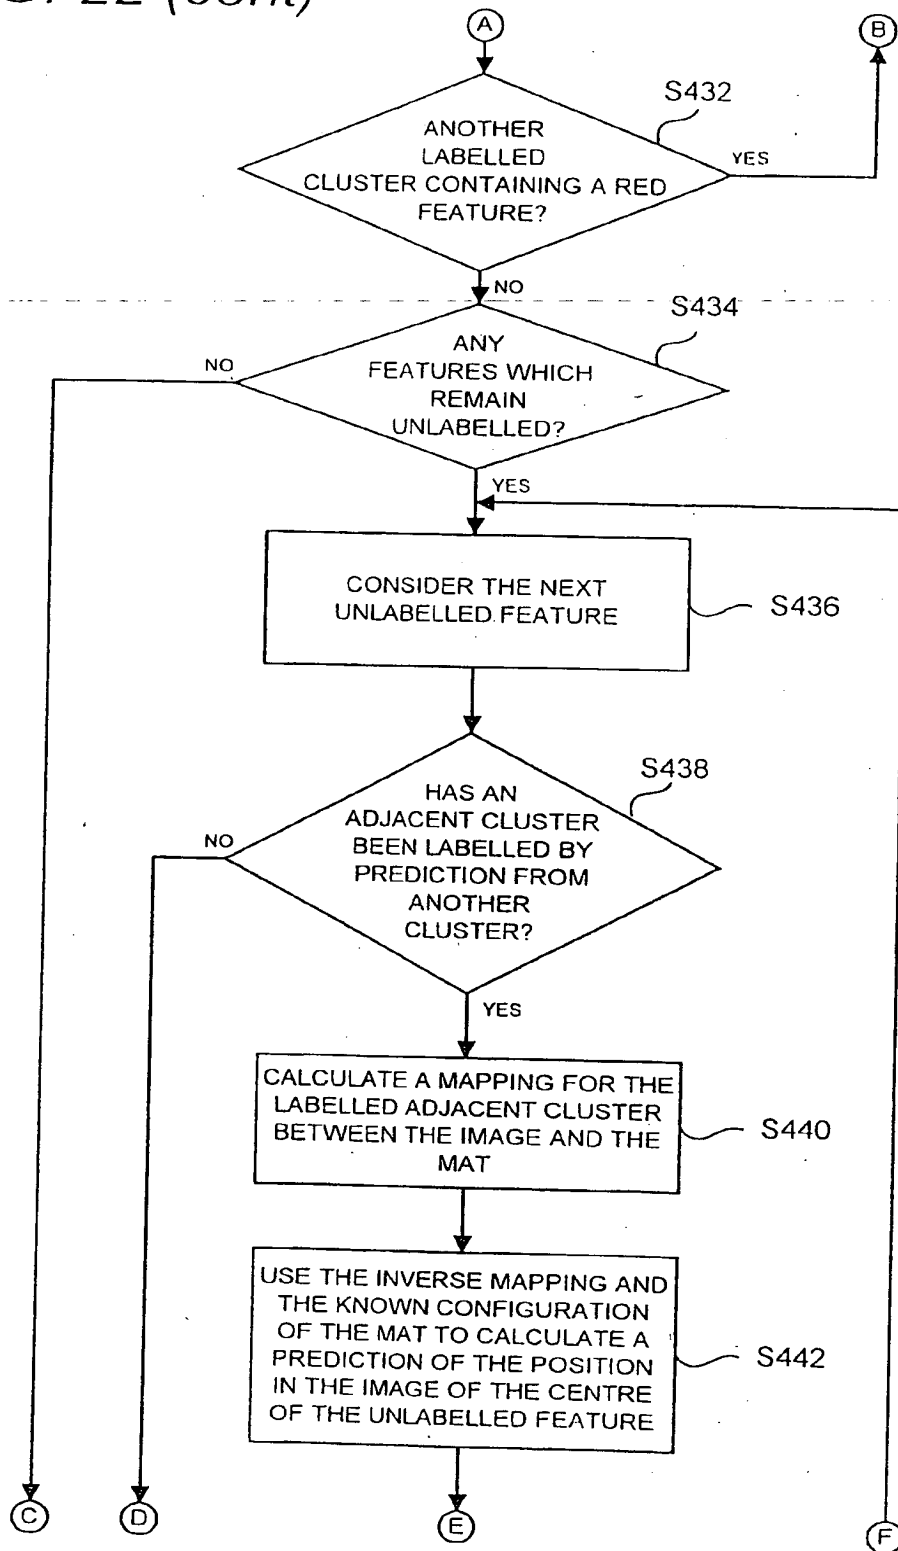 22 (cont)
A
B
S432
ANOTHER
LABELLED
CLUSTER CONTAINING A RED
FEATURE?
YES
NO
S434
NO
ANY
FEATURES WHICH
REMAIN
UNLABELLED?
YES
CONSIDER THE NEXT
UNLABELLED FEATURE
S436
S438
NO
HAS AN
ADJACENT CLUSTER
BEEN LABELLED BY
PREDICTION FROM
ANOTHER
CLUSTER?
YES
CALCULATE A MAPPING FOR THE
LABELLED ADJACENT CLUSTER
BETWEEN THE IMAGE AND THE
MAT
S440
USE THE INVERSE MAPPING AND
THE KNOWN CONFIGURATION
OF THE MAT TO CALCULATE A
PREDICTION OF THE POSITION
IN THE IMAGE OF THE CENTRE
OF THE UNLABELLED FEATURE
S442
C
D
E
F